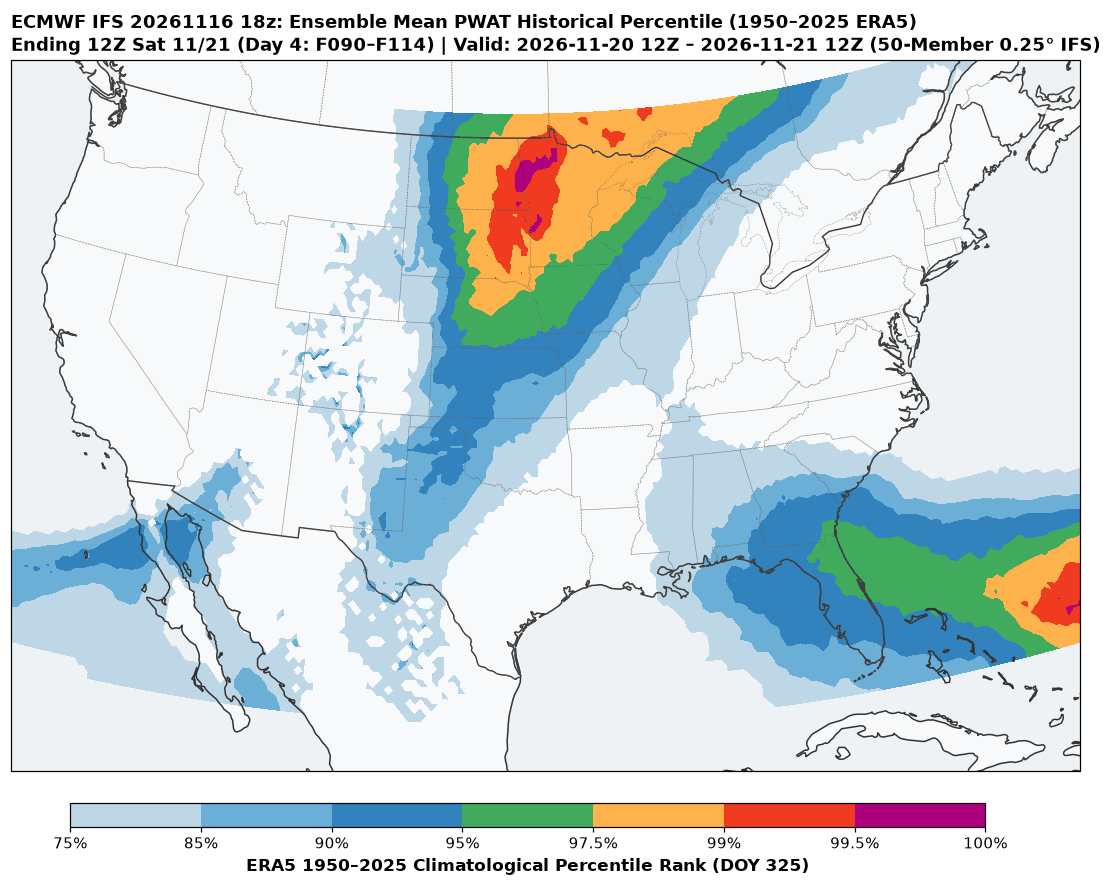 ECMWF IFS 20261116 18z: Ensemble Mean PWAT Historical Percentile (1950–2025 ERA5)
Ending 12Z Sat 11/21 (Day 4: F090–F114) | Valid: 2026-11-20 12Z – 2026-11-21 12Z (50-Member 0.25° IFS)
75% 85% 90% 95% 97.5% 99% 99.5% 100%
ERA5 1950–2025 Climatological Percentile Rank (DOY 325)